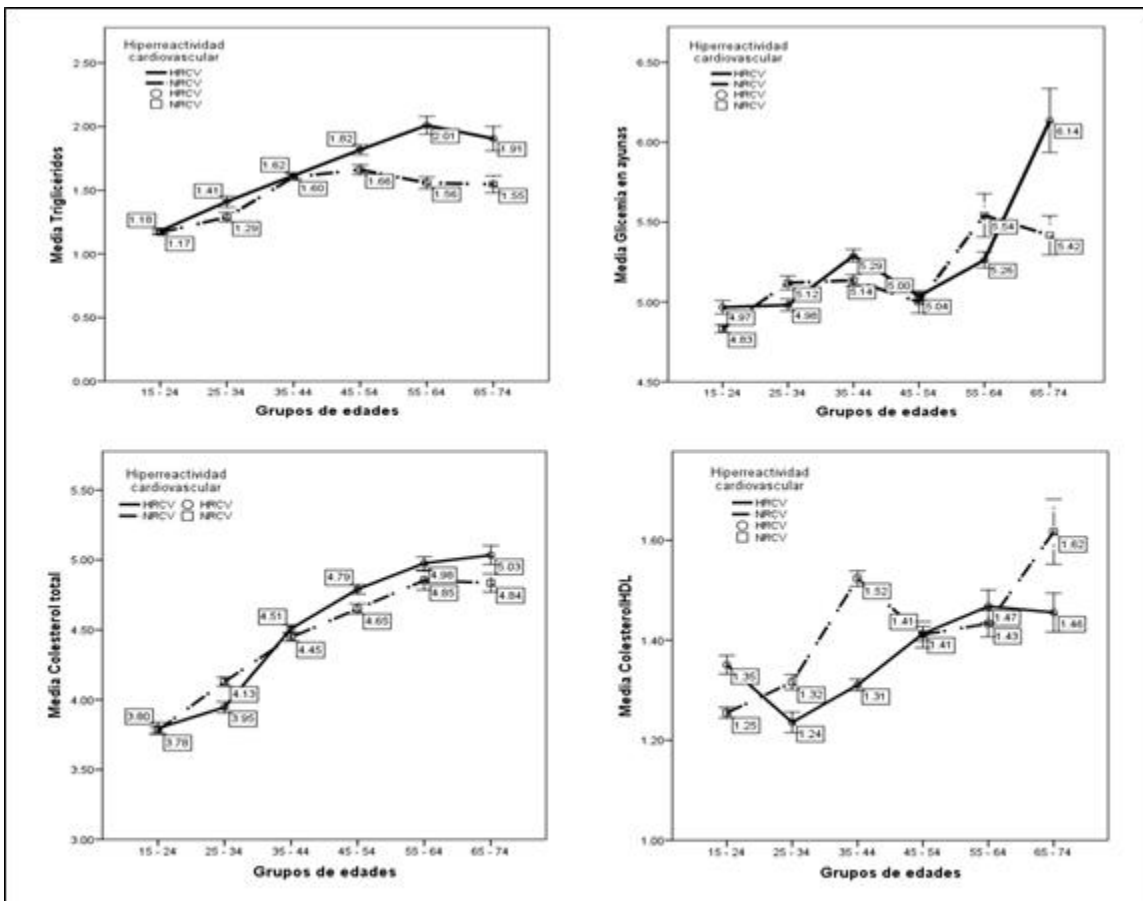 Hiperreactividad
cardiovascular
HRCV
NRCV
HRCV
NRCV
Media Trigliceridos
2.50
2.00
1.50
1.00
0.00
1.18
1.17
1.41
1.29
1.62
1.60
1.82
1.66
2.01
1.56
1.91
1.55
15 - 24
25 - 34
35 - 44
45 - 54
55 - 64
65 - 74
Grupos de edades
Hiperreactividad
cardiovascular
HRCV
NRCV
HRCV
NRCV
Media Glicemia en ayunas
6.50
6.00
5.50
5.00
4.50
4.97
4.83
5.12
4.98
5.29
5.14
5.00
5.04
5.54
5.26
6.14
5.42
15 - 24
25 - 34
35 - 44
45 - 54
55 - 64
65 - 74
Grupos de edades
Hiperreactividad
cardiovascular
HRCV HRCV
NRCV NRCV
Media Colesterol total
5.50
5.00
4.50
4.00
3.50
3.00
3.80
3.78
4.13
3.95
4.51
4.45
4.79
4.65
4.98
4.85
5.03
4.84
15 - 24
25 - 34
35 - 44
45 - 54
55 - 64
65 - 74
Grupos de edades
Hiperreactividad
cardiovascular
HRCV
NRCV
HRCV
NRCV
Media ColesterolHDL
1.60
1.40
1.20
1.00
1.35
1.25
1.32
1.24
1.52
1.31
1.41
1.41
1.47
1.43
1.62
1.46
15 - 24
25 - 34
35 - 44
45 - 54
55 - 64
65 - 74
Grupos de edades